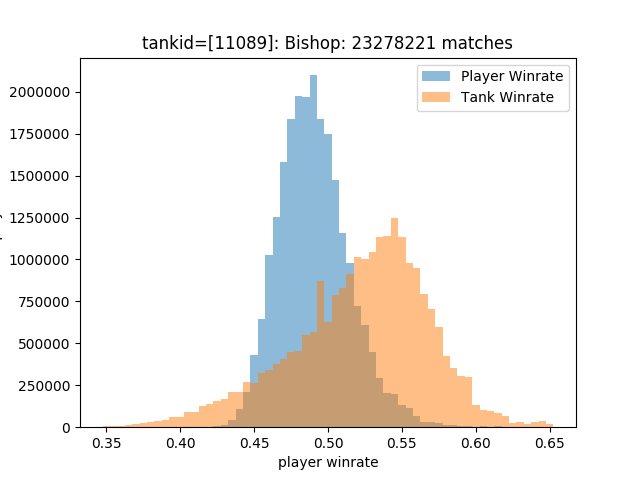 tankid=[11089]: Bishop: 23278221 matches
Player Winrate
Tank Winrate
2000000
1750000
1500000
1250000
1000000
750000
500000
250000
0
0.35 0.40 0.45 0.50 0.55 0.60 0.65
player winrate